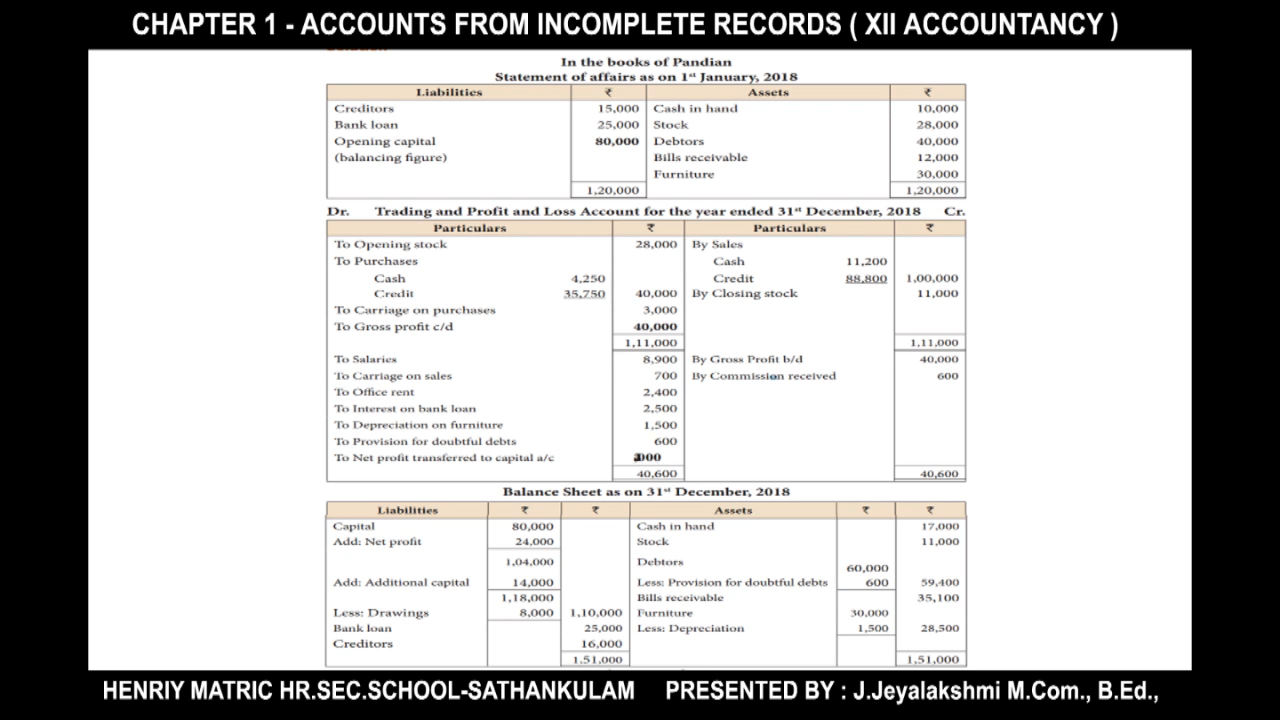 CHAPTER 1 - ACCOUNTS FROM INCOMPLETE RECORDS ( XII ACCOUNTANCY )
In the books of Pandian
Statement of affairs as on 1st January, 2018
Liabilities ₹ Assets ₹
Creditors 15,000 Cash in hand 10,000
Bank loan 25,000 Stock 28,000
Opening capital 80,000 Debtors 40,000
(balancing figure) Bills receivable 12,000
Furniture 30,000
1,20,000 1,20,000
Dr. Trading and Profit and Loss Account for the year ended 31st December, 2018 Cr.
Particulars ₹ Particulars ₹
To Opening stock 28,000 By Sales
To Purchases Cash 11,200
Cash 4,250 Credit 88,800 1,00,000
Credit 35,750 40,000 By Closing stock 11,000
To Carriage on purchases 3,000
To Gross profit c/d 40,000
1,11,000 1,11,000
To Salaries 8,900 By Gross Profit b/d 40,000
To Carriage on sales 700 By Commission received 600
To Office rent 2,400
To Interest on bank loan 2,500
To Depreciation on furniture 1,500
To Provision for doubtful debts 600
To Net profit transferred to capital a/c
40,600 40,600
Balance Sheet as on 31st December, 2018
Liabilities ₹ ₹ Assets ₹ ₹
Capital 80,000 Cash in hand 17,000
Add: Net profit 24,000 Stock 11,000
1,04,000 Debtors 60,000
Add: Additional capital 14,000 Less: Provision for doubtful debts 600 59,400
1,18,000 Bills receivable 35,100
Less: Drawings 8,000 1,10,000 Furniture 30,000
Bank loan 25,000 Less: Depreciation 1,500 28,500
Creditors 16,000
1,51,000 1,51,000
HENRIY MATRIC HR.SEC.SCHOOL-SATHANKULAM PRESENTED BY : J.Jeyalakshmi M.Com., B.Ed.,